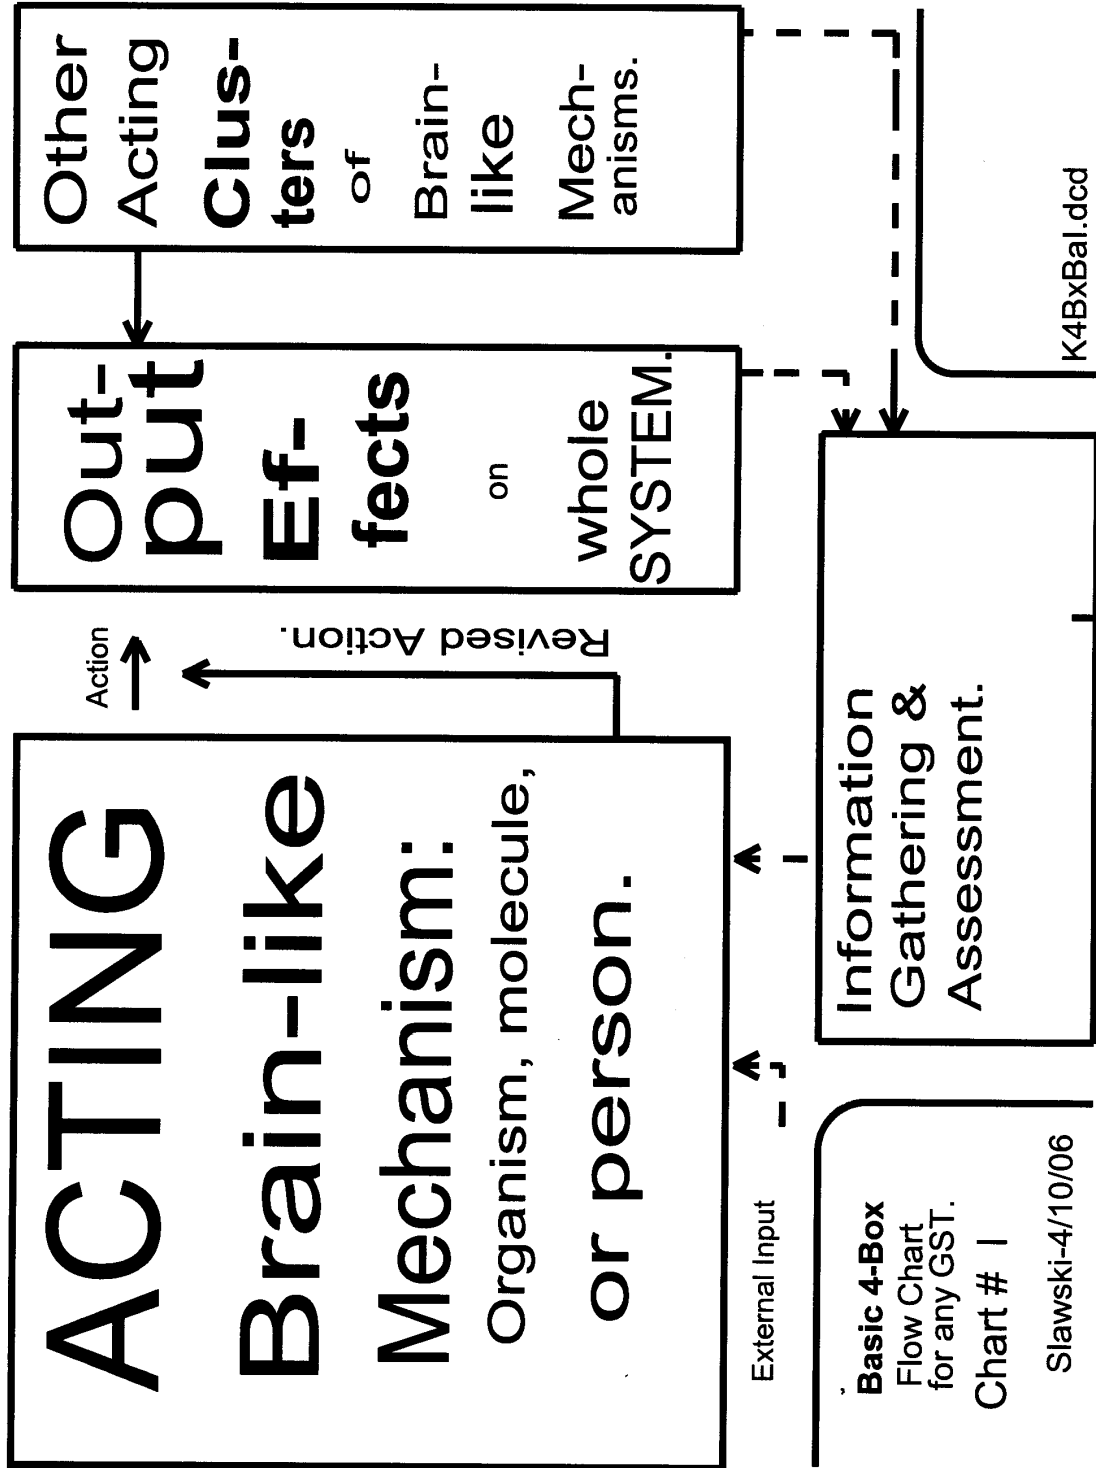 ACTING
Brain-like
Mechanism:
Organism, molecule,
or person.
Action
Revised Action.
Out-
put
Ef-
fects
on
whole
SYSTEM.
Other
Acting
Clus-
ters
of
Brain-
like
Mech-
anisms.
External Input
Information
Gathering &
Assessment.
Basic 4-Box
Flow Chart
for any GST.
Chart # I
Slawski-4/10/06
K4BxBal.dcd